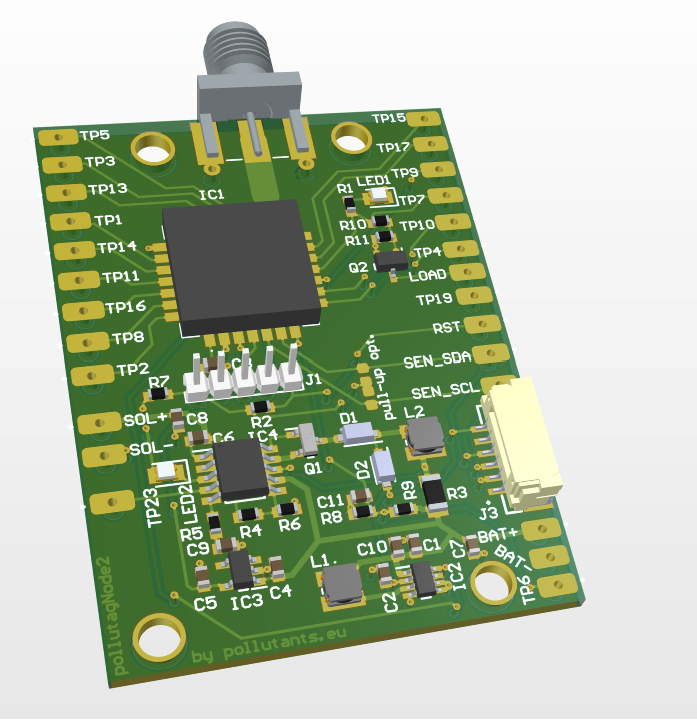 TP5
TP15
TP3
TP17
TP13
TP9
LED1
R1
TP7
IC1
TP1
R10
TP10
R11
TP14
Q2
TP4
TP11
LOAD
TP16
TP19
TP8
RST
opt.
pull-up
SEN_SDA
TP2
C3
J1
R7
SEN_SCL
R2
SOL+
C8
C6
IC4
D1
L2
SOL-
Q1
D2
TP23
LED2
C11
R9
R3
R8
R5
R4
R6
J3
BAT+
C9
C10
C1
C7
BAT-
L1
IC2
TP6
C5
IC3
C4
C2
pollutagNode2
by pollutants.eu